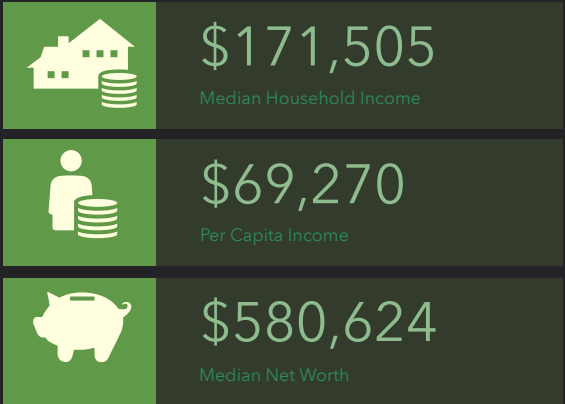 $171,505
Median Household Income
$69,270
Per Capita Income
$580,624
Median Net Worth